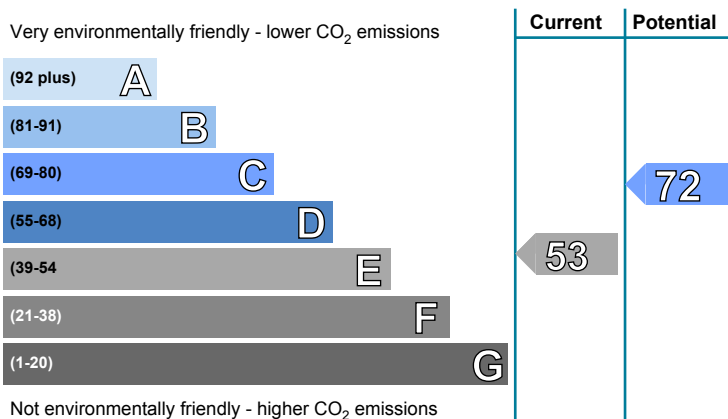 Current Potential
Very environmentally friendly - lower CO2 emissions
(92 plus) A
(81-91) B
(69-80) C
72
(55-68) D
53
(39-54 E
(21-38) F
(1-20) G
Not environmentally friendly - higher CO2 emissions